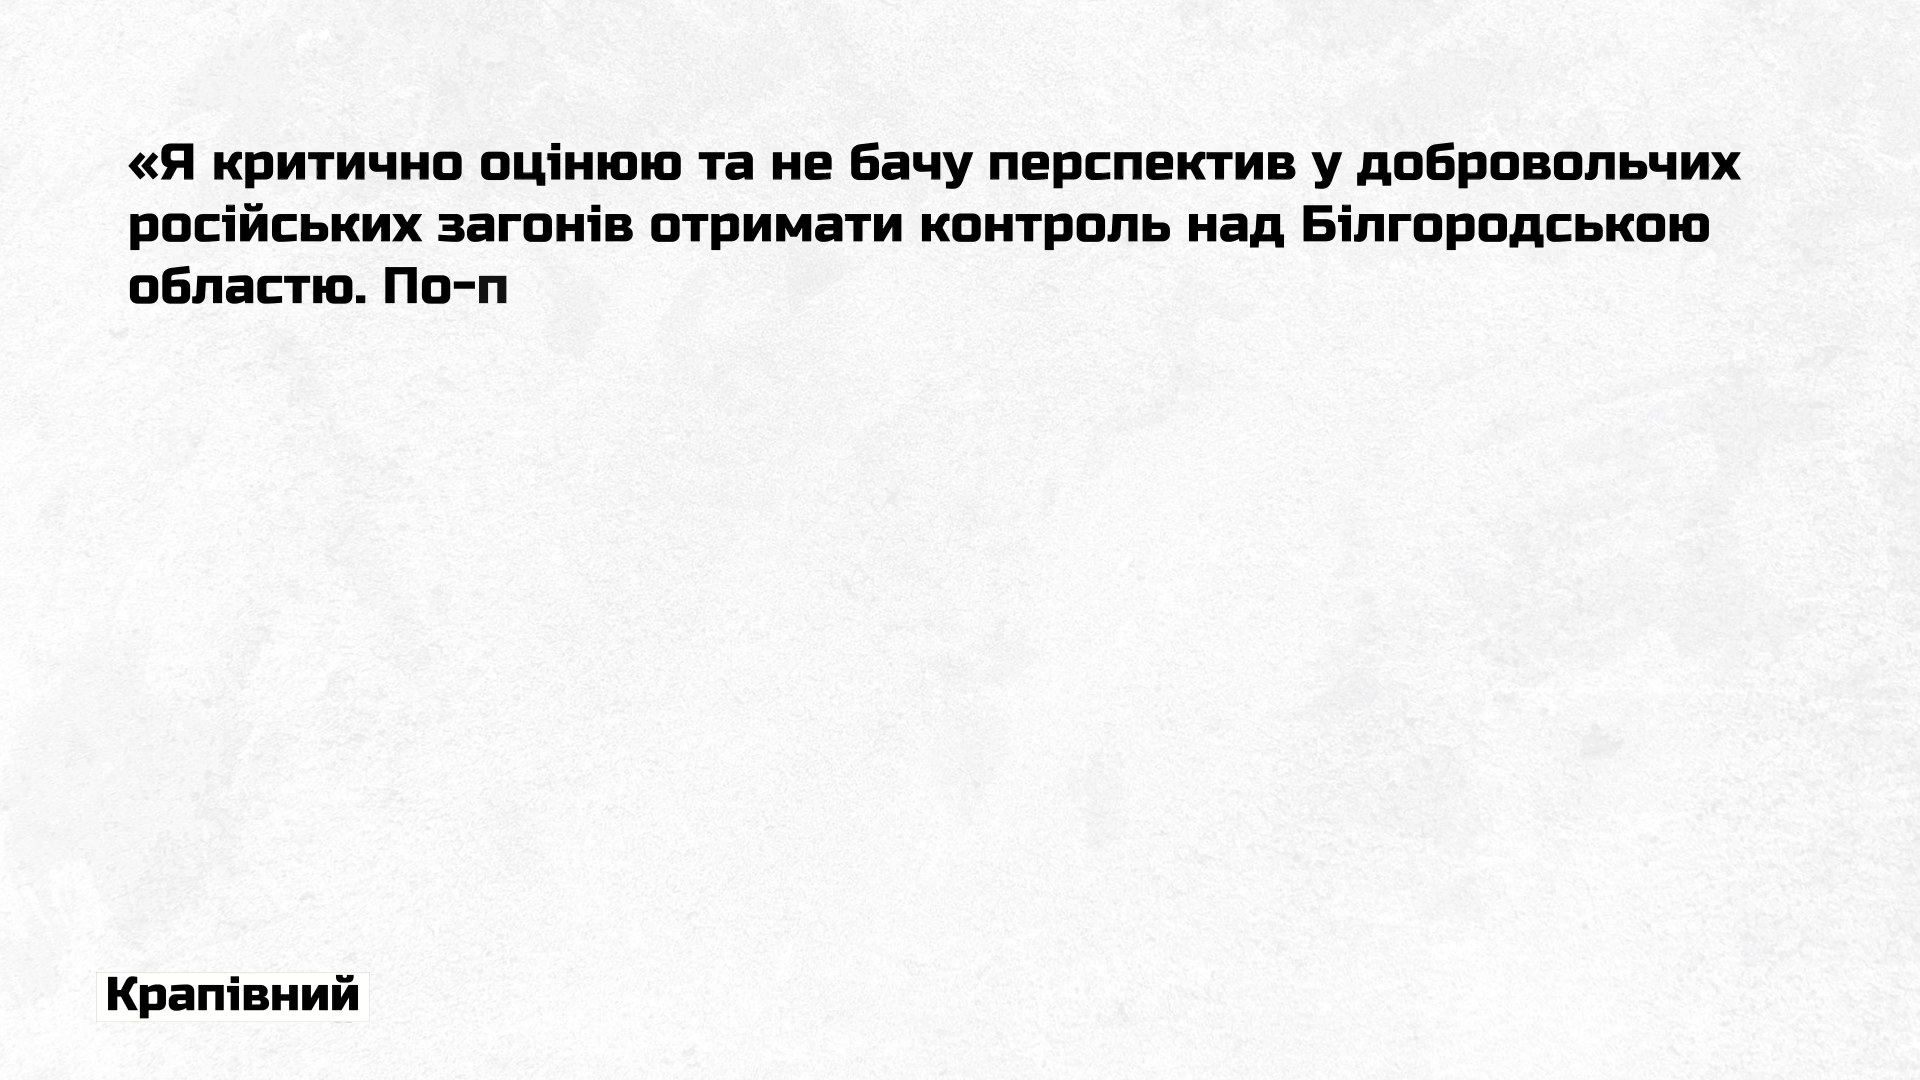 «Я критично оцінюю та не бачу перспектив у добровольчих
російських загонів отримати контроль над Білгородською
областю. По-п
Крапівний